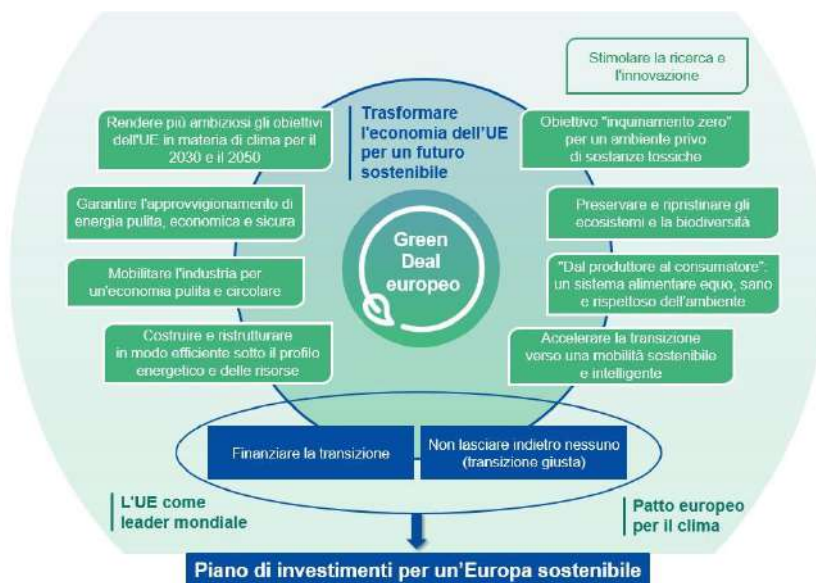 Stimolare la ricerca e
l'innovazione
Trasformare
l'economia dell'UE
per un futuro
sostenibile
Rendere più ambiziosi gli obiettivi
dell'UE in materia di clima per il
2030 e il 2050
Obiettivo "inquinamento zero"
per un ambiente privo
di sostanze tossiche
Garantire l'approvvigionamento di
energia pulita, economica e sicura
Preservare e ripristinare gli
ecosistemi e la biodiversità
Green
Deal
europeo
Mobilitare l'industria per
un'economia pulita e circolare
"Dal produttore al consumatore":
un sistema alimentare equo, sano
e rispettoso dell'ambiente
Costruire e ristrutturare
in modo efficiente sotto il profilo
energetico e delle risorse
Accelerare la transizione
verso una mobilità sostenibile
e intelligente
Finanziare la transizione
Non lasciare indietro nessuno
(transizione giusta)
L'UE come
leader mondiale
Patto europeo
per il clima
Piano di investimenti per un'Europa sostenibile